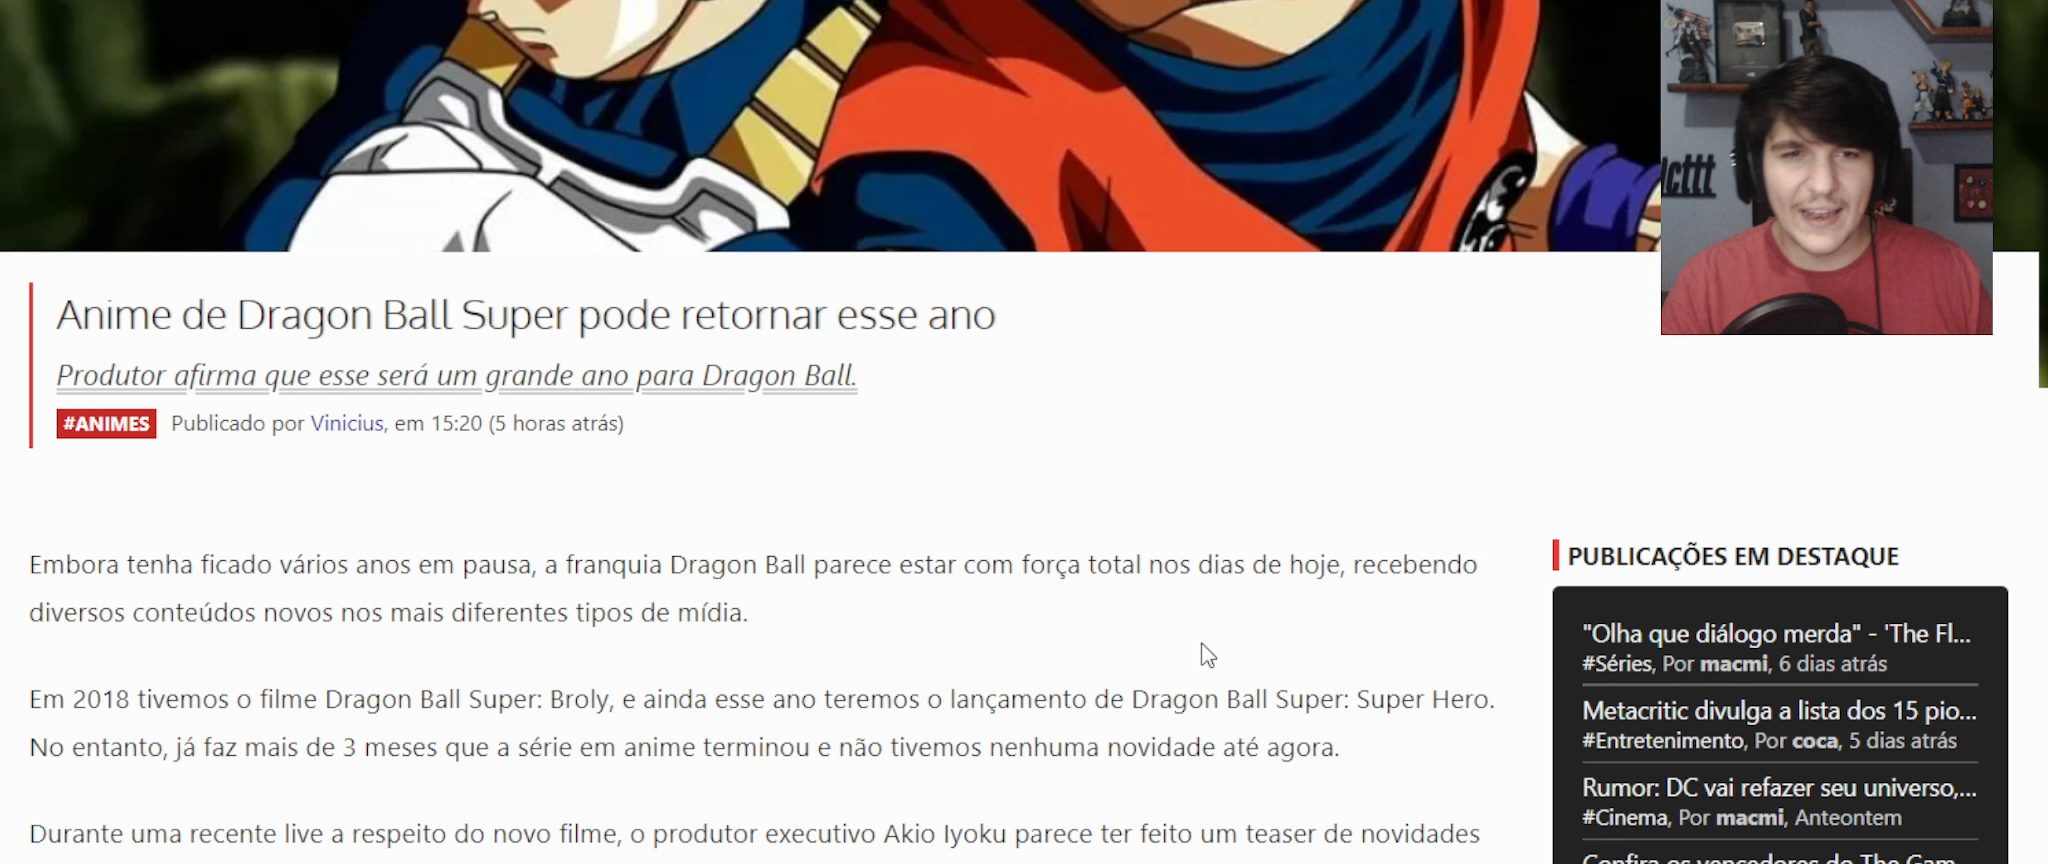 cttt
Anime de Dragon Ball Super pode retornar esse ano
Produtor afirma que esse será um grande ano para Dragon Ball.
#ANIMES Publicado por Vinicius, em 15:20 (5 horas atrás)
Embora tenha ficado vários anos em pausa, a franquia Dragon Ball parece estar com força total nos dias de hoje, recebendo
diversos conteúdos novos nos mais diferentes tipos de mídia.
Em 2018 tivemos o filme Dragon Ball Super: Broly, e ainda esse ano teremos o lançamento de Dragon Ball Super: Super Hero.
No entanto, já faz mais de 3 meses que a série em anime terminou e não tivemos nenhuma novidade até agora.
Durante uma recente live a respeito do novo filme, o produtor executivo Akio Iyoku parece ter feito um teaser de novidades
PUBLICAÇÕES EM DESTAQUE
"Olha que diálogo merda" - 'The Fl...
#Séries, Por macmi, 6 dias atrás
Metacritic divulga a lista dos 15 pio...
#Entretenimento, Por coca, 5 dias atrás
Rumor: DC vai refazer seu universo,...
#Cinema, Por macmi, Anteontem
Confira os vencedores do The Gam...